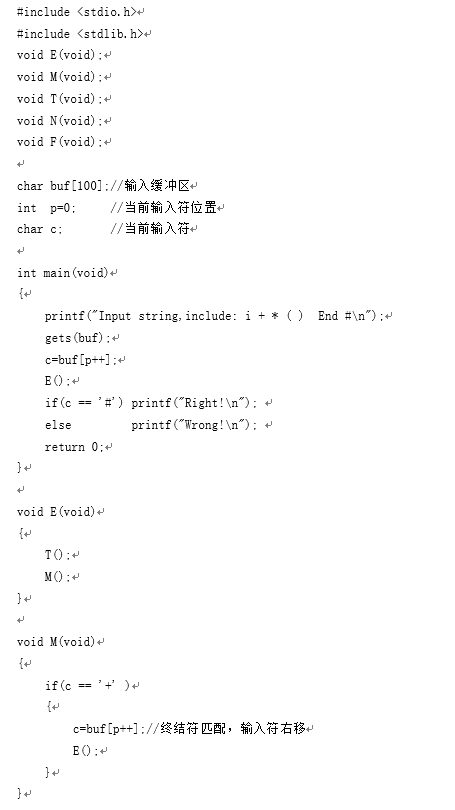 #include <stdio.h>↵
#include <stdlib.h>↵
void E(void);↵
void M(void);↵
void T(void);↵
void N(void);↵
void F(void);↵
↵
char buf[100];//输入缓冲区↵
int  p=0;     //当前输入符位置↵
char c;       //当前输入符↵
↵
int main(void)↵
{↵
    printf("Input string,include: i + * ( )  End #\n");↵
    gets(buf);↵
    c=buf[p++];↵
    E();↵
    if(c == '#') printf("Right!\n"); ↵
    else         printf("Wrong!\n"); ↵
    return 0;↵
}↵
↵
void E(void)↵
{↵
    T();↵
    M();↵
}↵
↵
void M(void)↵
{↵
    if(c == '+' )↵
    {↵
        c=buf[p++];//终结符匹配，输入符右移↵
        E();↵
    }↵
}↵